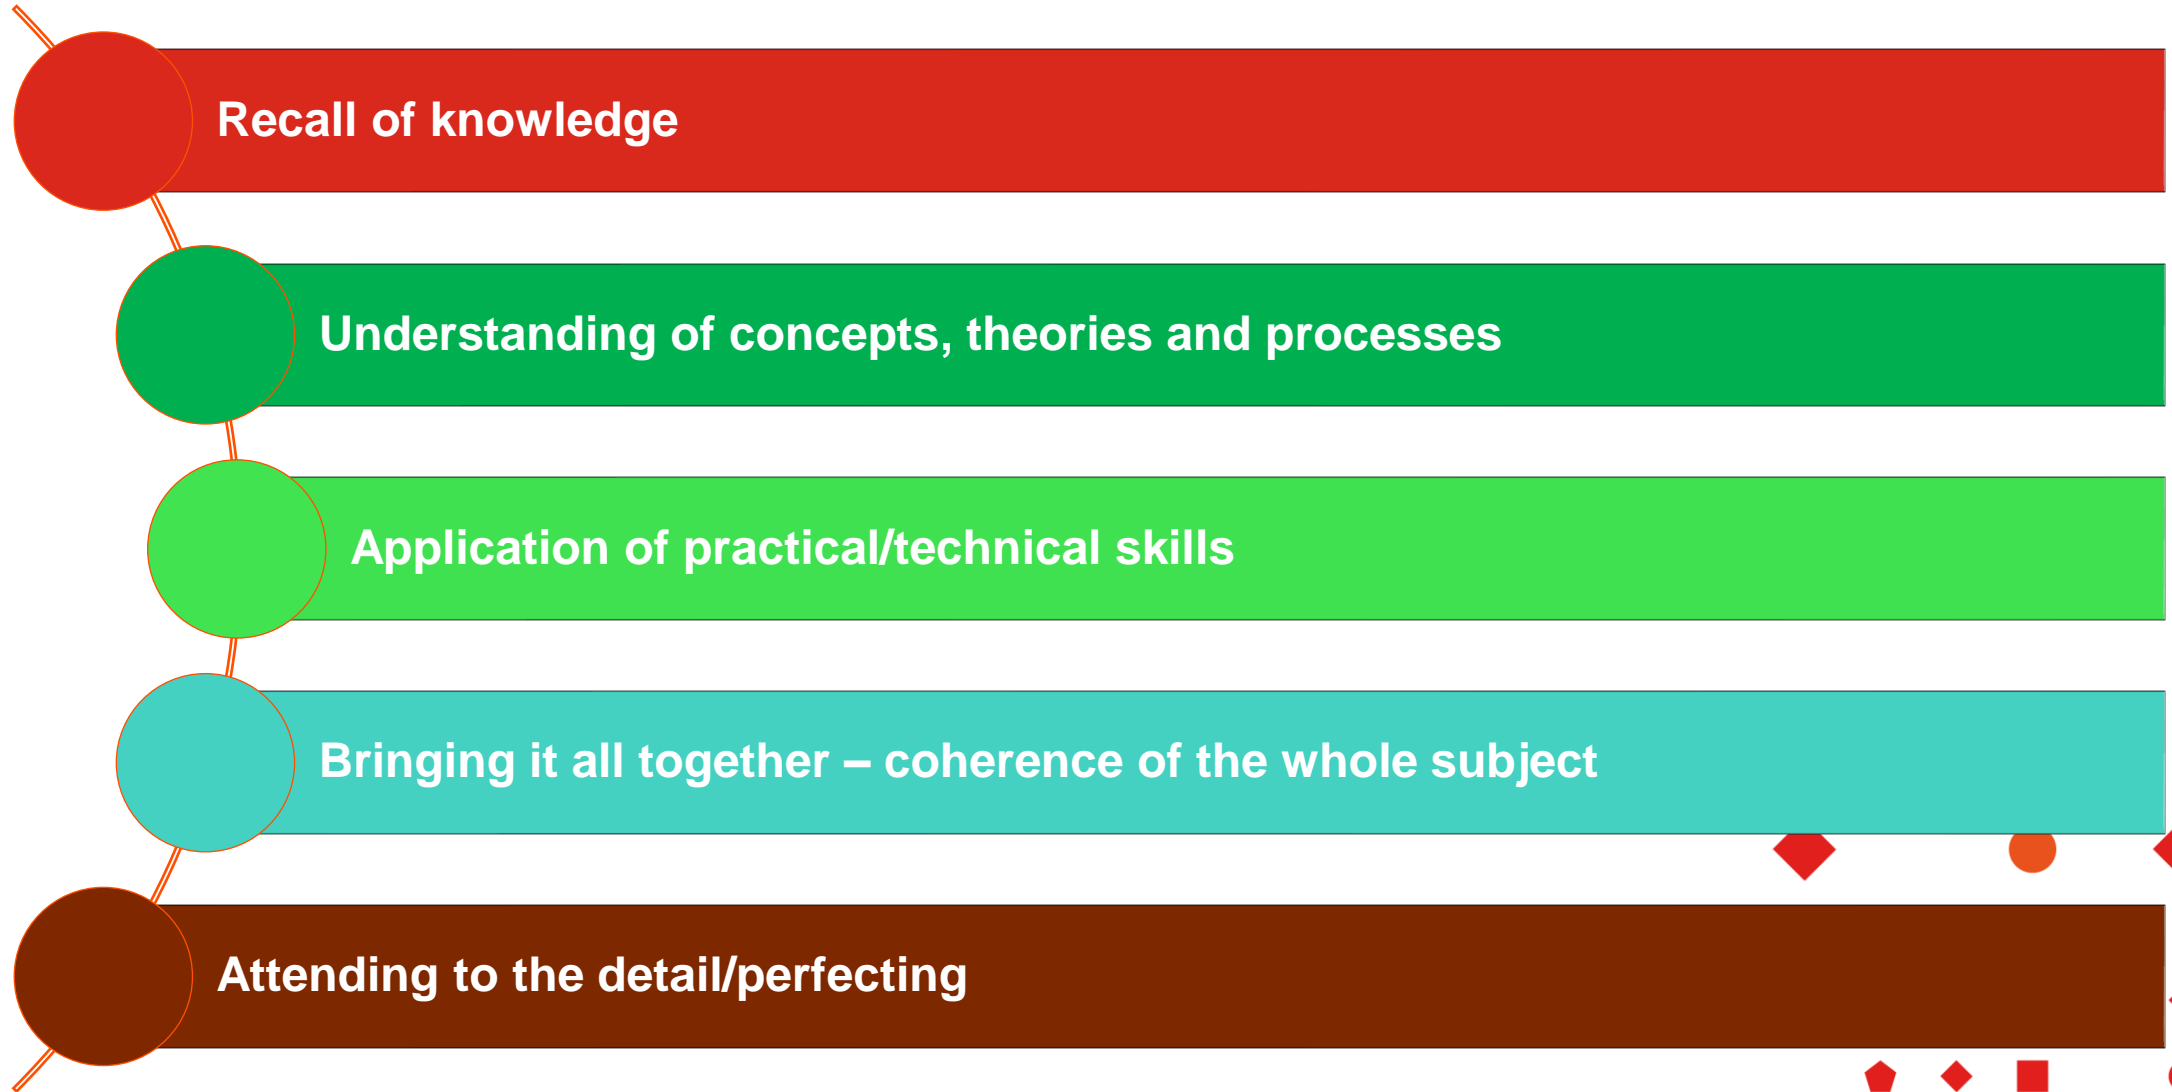 Recall of knowledge
Understanding of concepts, theories and processes
Application of practical/technical skills
Bringing it all together – coherence of the whole subject
Attending to the detail/perfecting